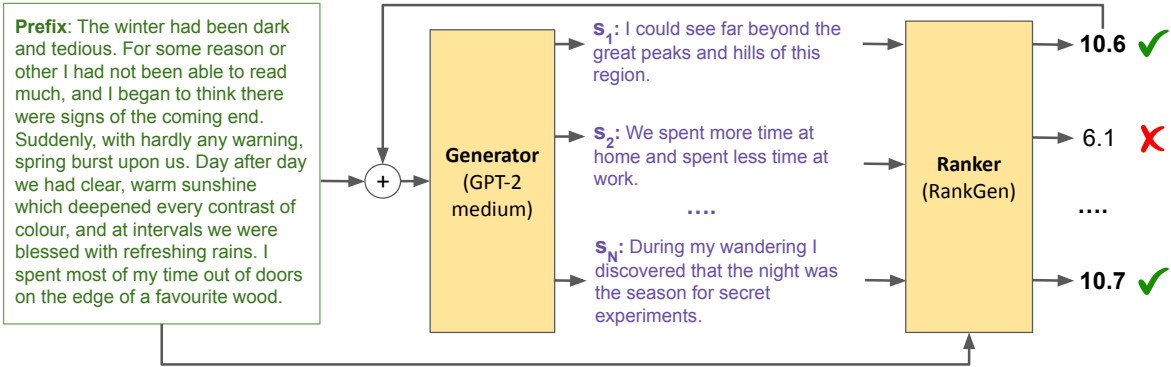 Prefix: The winter had been dark
and tedious. For some reason or
other I had not been able to read
much, and I began to think there
were signs of the coming end.
Suddenly, with hardly any warning,
spring burst upon us. Day after day
we had clear, warm sunshine
which deepened every contrast of
colour, and at intervals we were
blessed with refreshing rains. I
spent most of my time out of doors
on the edge of a favourite wood.
+
Generator
(GPT-2
medium)
s1: I could see far beyond the
great peaks and hills of this
region.
s2: We spent more time at
home and spent less time at
work.
....
sN: During my wandering I
discovered that the night was
the season for secret
experiments.
Ranker
(RankGen)
10.6
6.1
....
10.7